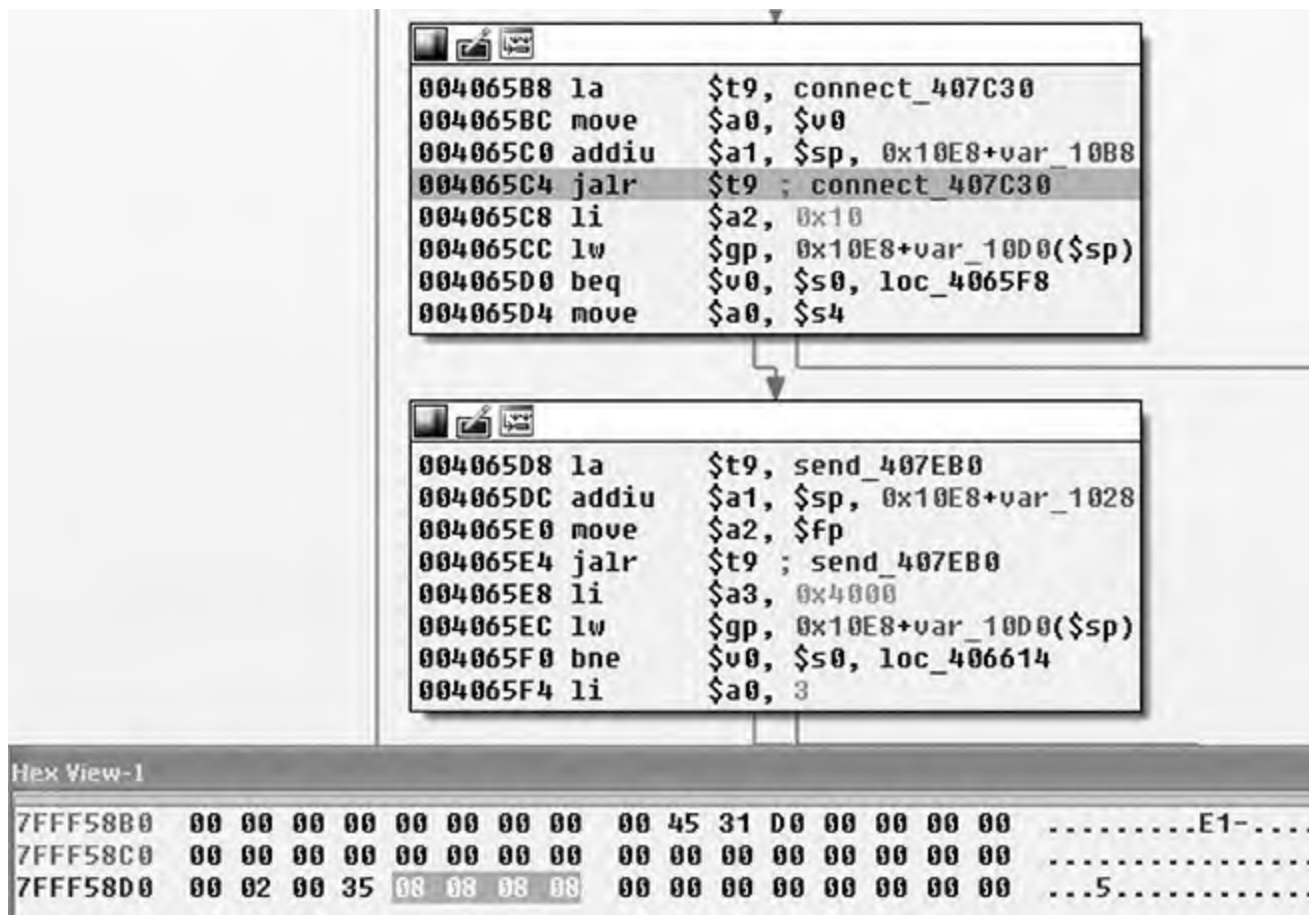 004065B8 la $t9, connect_407C30
004065BC move $a0, $v0
004065C0 addiu $a1, $sp, 0x10E8+var_10B8
004065C4 jalr $t9 ; connect_407C30
004065C8 li $a2, 0x10
004065CC lw $gp, 0x10E8+var_10D0($sp)
004065D0 beq $v0, $s0, loc_4065F8
004065D4 move $a0, $s4
004065D8 la $t9, send_407EB0
004065DC addiu $a1, $sp, 0x10E8+var_1028
004065E0 move $a2, $fp
004065E4 jalr $t9 ; send_407EB0
004065E8 li $a3, 0x4000
004065EC lw $gp, 0x10E8+var_10D0($sp)
004065F0 bne $v0, $s0, loc_406614
004065F4 li $a0, 3
Hex View-1
7FFF58B0 00 00 00 00 00 00 00 00 00 45 31 D0 00 00 00 00 .........E1-....
7FFF58C0 00 00 00 00 00 00 00 00 00 00 00 00 00 00 00 00 ................
7FFF58D0 00 02 00 35 08 08 08 08 00 00 00 00 00 00 00 00 ...5............